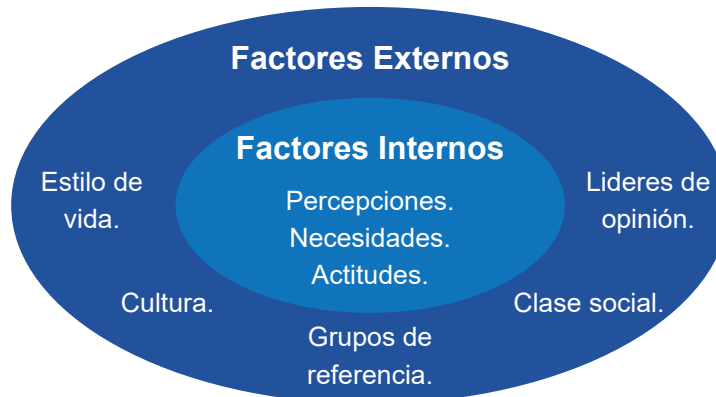 Factores Externos
Factores Internos
Percepciones.
Necesidades.
Actitudes.
Estilo de
vida.
Lideres de
opinión.
Cultura.
Clase social.
Grupos de
referencia.